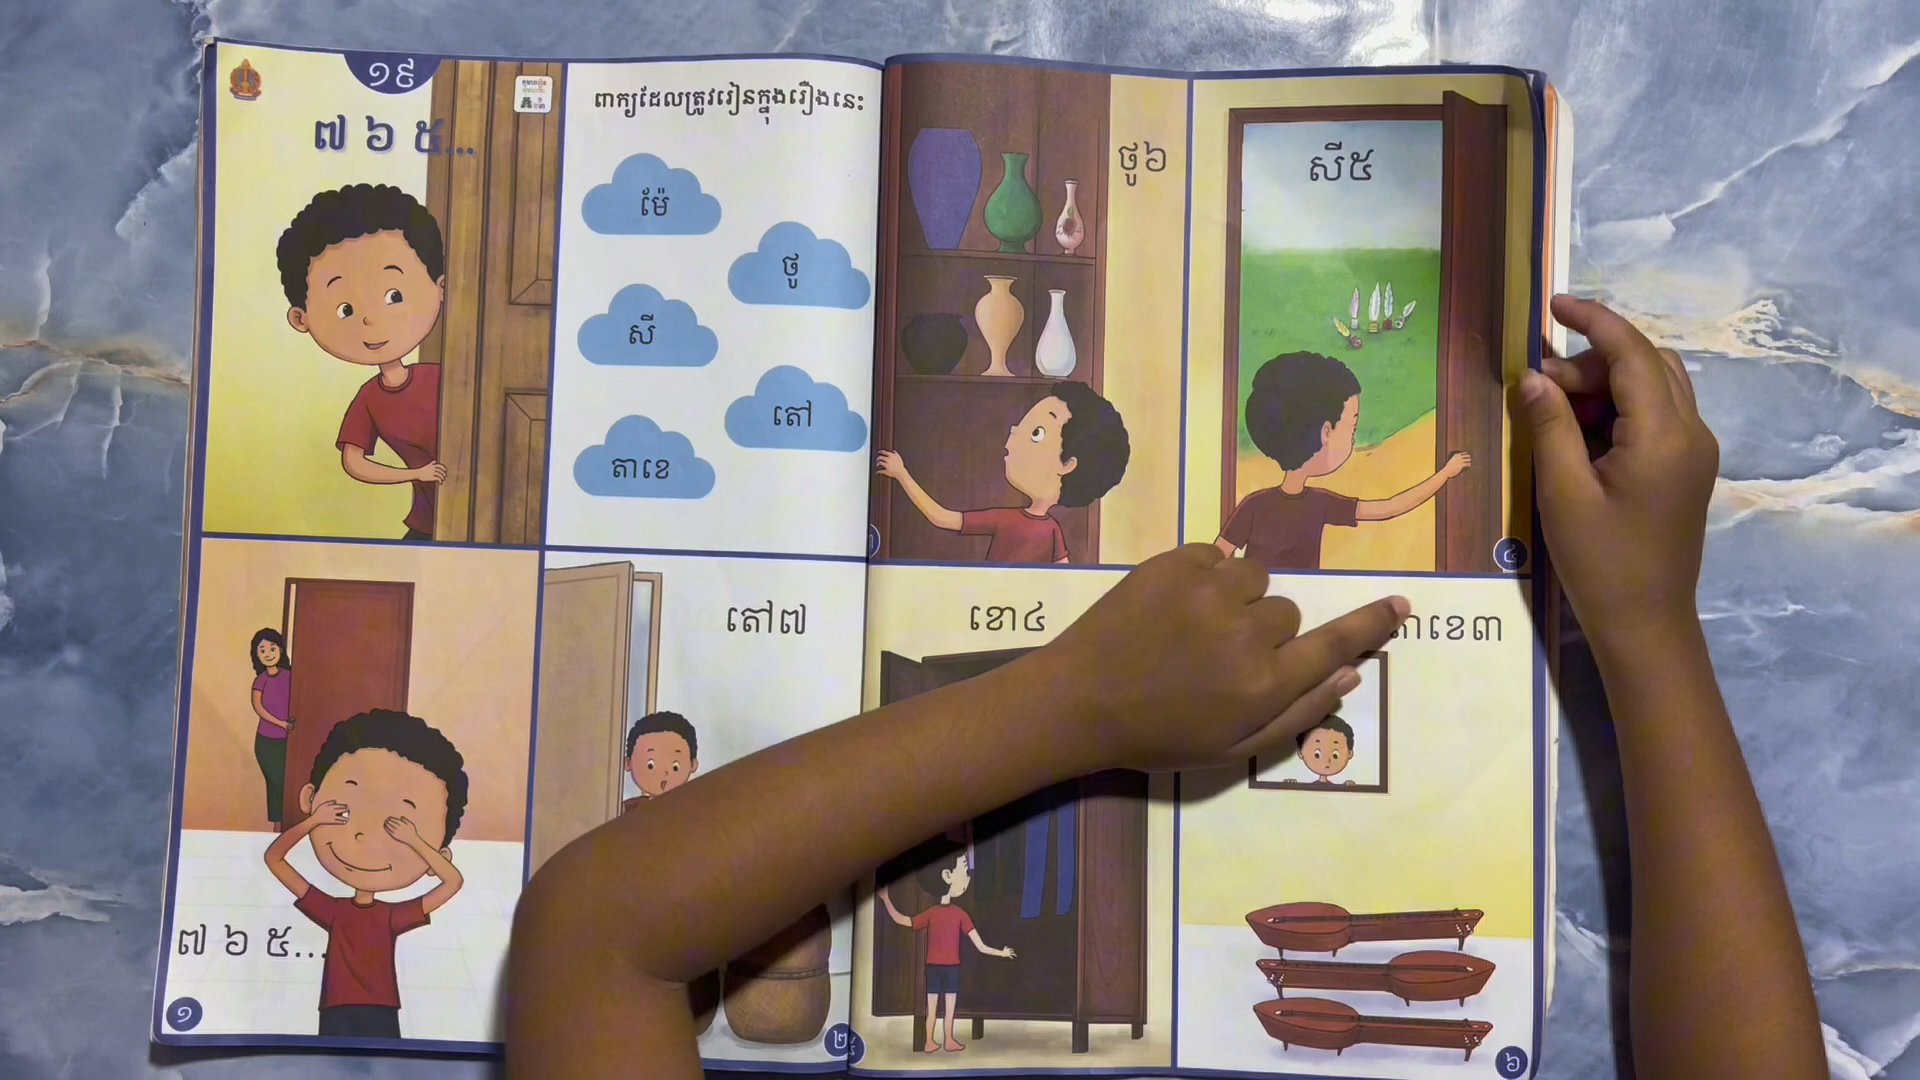 ១៩
៧ ៦ ៥...
ពាក្យដែលត្រូវរៀនក្នុងរឿងនេះ
ម៉ែ
ថូ
សី
តៅ
តាខេ
៧ ៦ ៥...
១
តៅ៧
២
ថូ៦
សី៥
៤
ខោ៤
តាខេ៣
៦